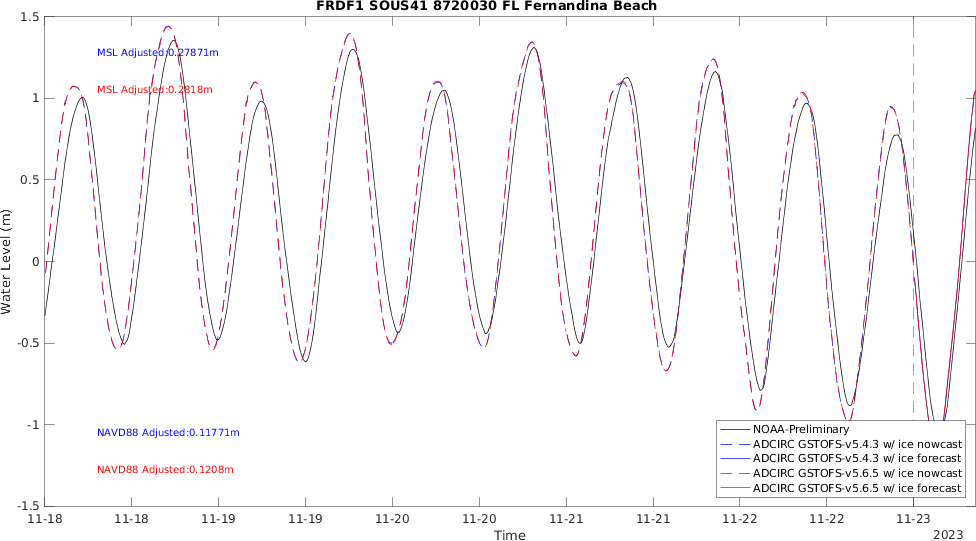 FRDF1 SOUS41 8720030 FL Fernandina Beach
1.5
1
0.5
0
-0.5
-1
-1.5
Water Level (m)
MSL Adjusted:0.27871m
MSL Adjusted:0.2818m
NAVD88 Adjusted:0.11771m
NAVD88 Adjusted:0.1208m
NOAA-Preliminary
ADCIRC GSTOFS-v5.4.3 w/ ice nowcast
ADCIRC GSTOFS-v5.4.3 w/ ice forecast
ADCIRC GSTOFS-v5.6.5 w/ ice nowcast
ADCIRC GSTOFS-v5.6.5 w/ ice forecast
11-18 11-18 11-19 11-19 11-20 11-20 11-21 11-21 11-22 11-22 11-23
Time
2023